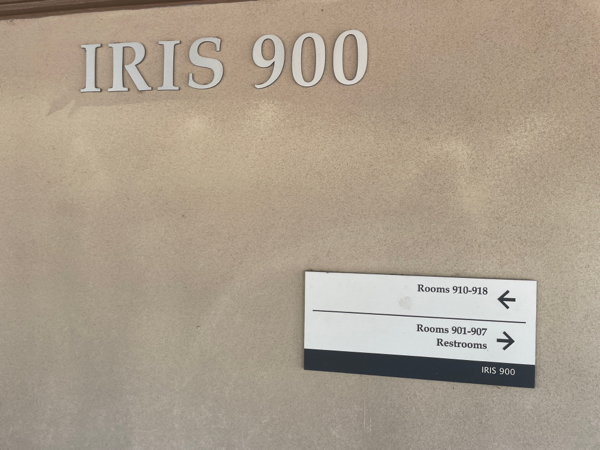 IRIS 900
Rooms 910-918 ←
Rooms 901-907 →
Restrooms
IRIS 900